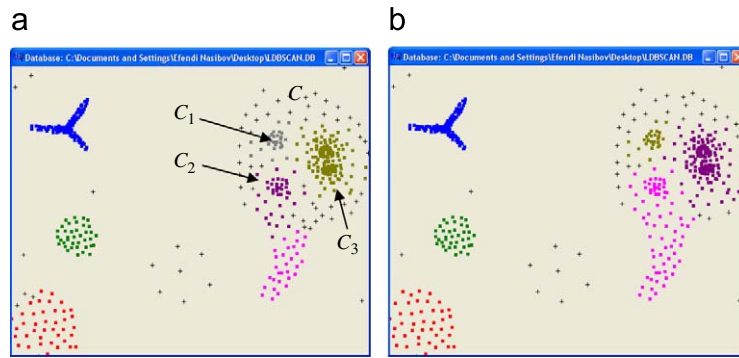 a
b
Database: C:\Documents and Settings\Efendi Nasibov\Desktop\LDBSCAN.DB
Database: C:\Documents and Settings\Efendi Nasibov\Desktop\LDBSCAN.DB
C
C1
C2
C3